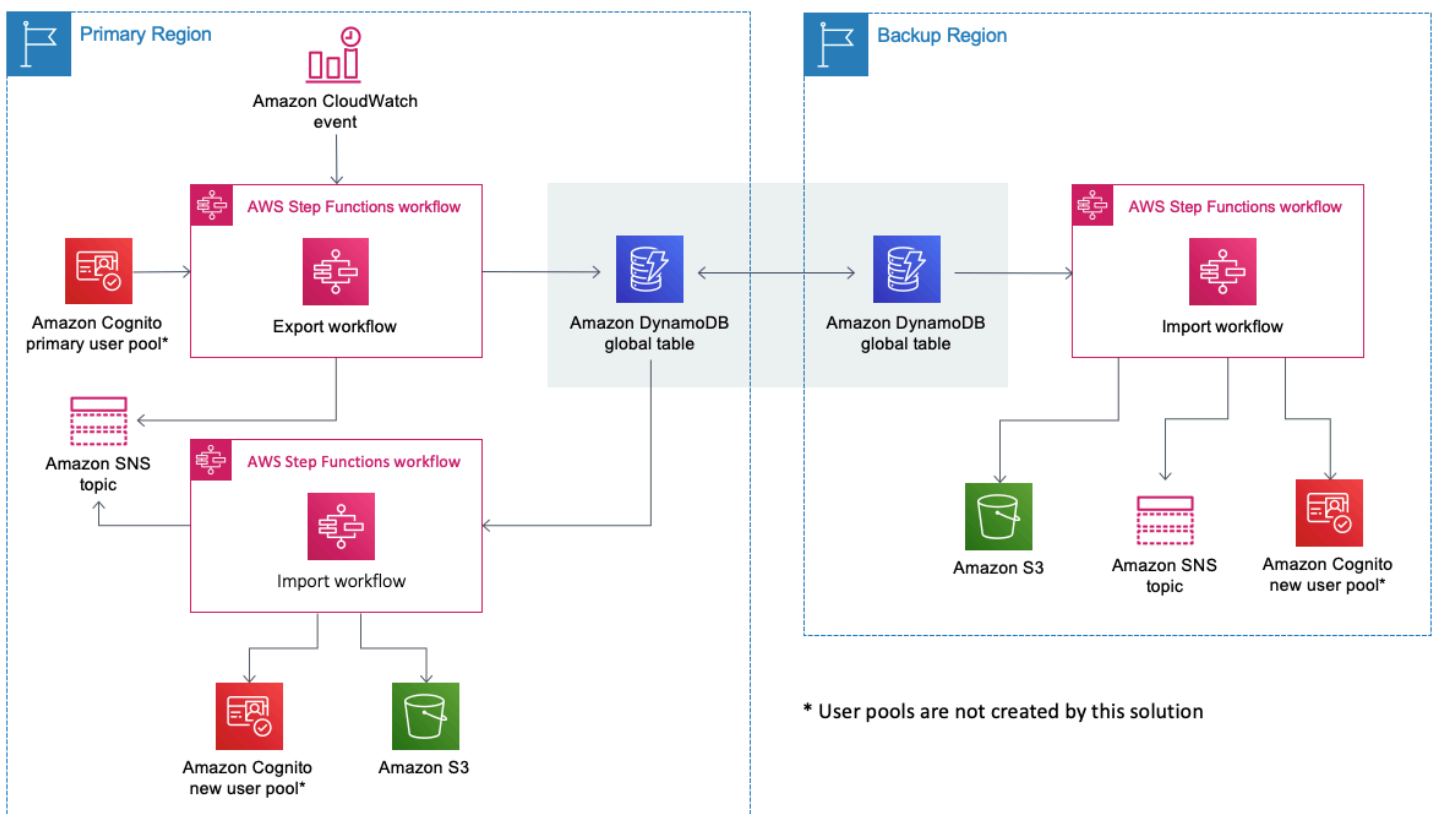 Primary Region
Amazon CloudWatch
event
AWS Step Functions workflow
Export workflow
Amazon Cognito
primary user pool*
Amazon DynamoDB
global table
Amazon SNS
topic
AWS Step Functions workflow
Import workflow
Amazon Cognito
new user pool*
Amazon S3
Backup Region
Amazon DynamoDB
global table
AWS Step Functions workflow
Import workflow
Amazon S3
Amazon SNS
topic
Amazon Cognito
new user pool*
* User pools are not created by this solution